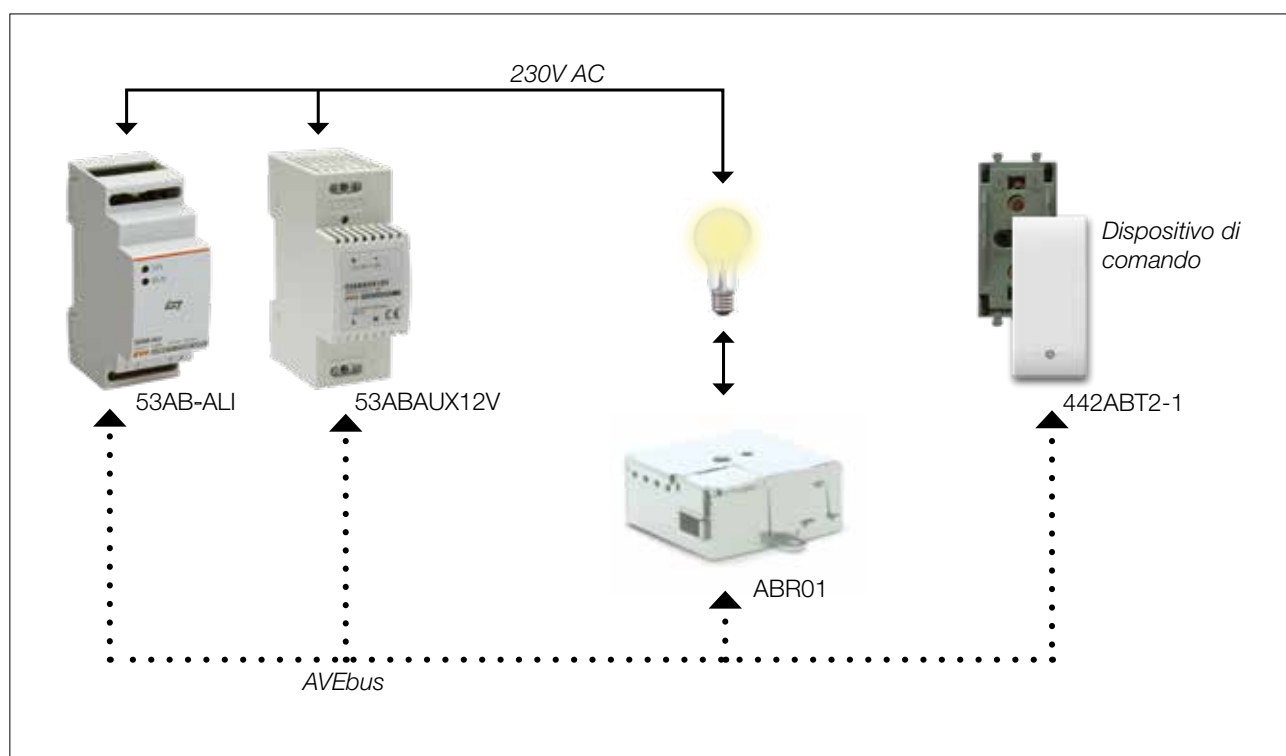 230V AC
Dispositivo di
comando
53AB-ALI
53ABAUX12V
442ABT2-1
ABR01
AVEbus